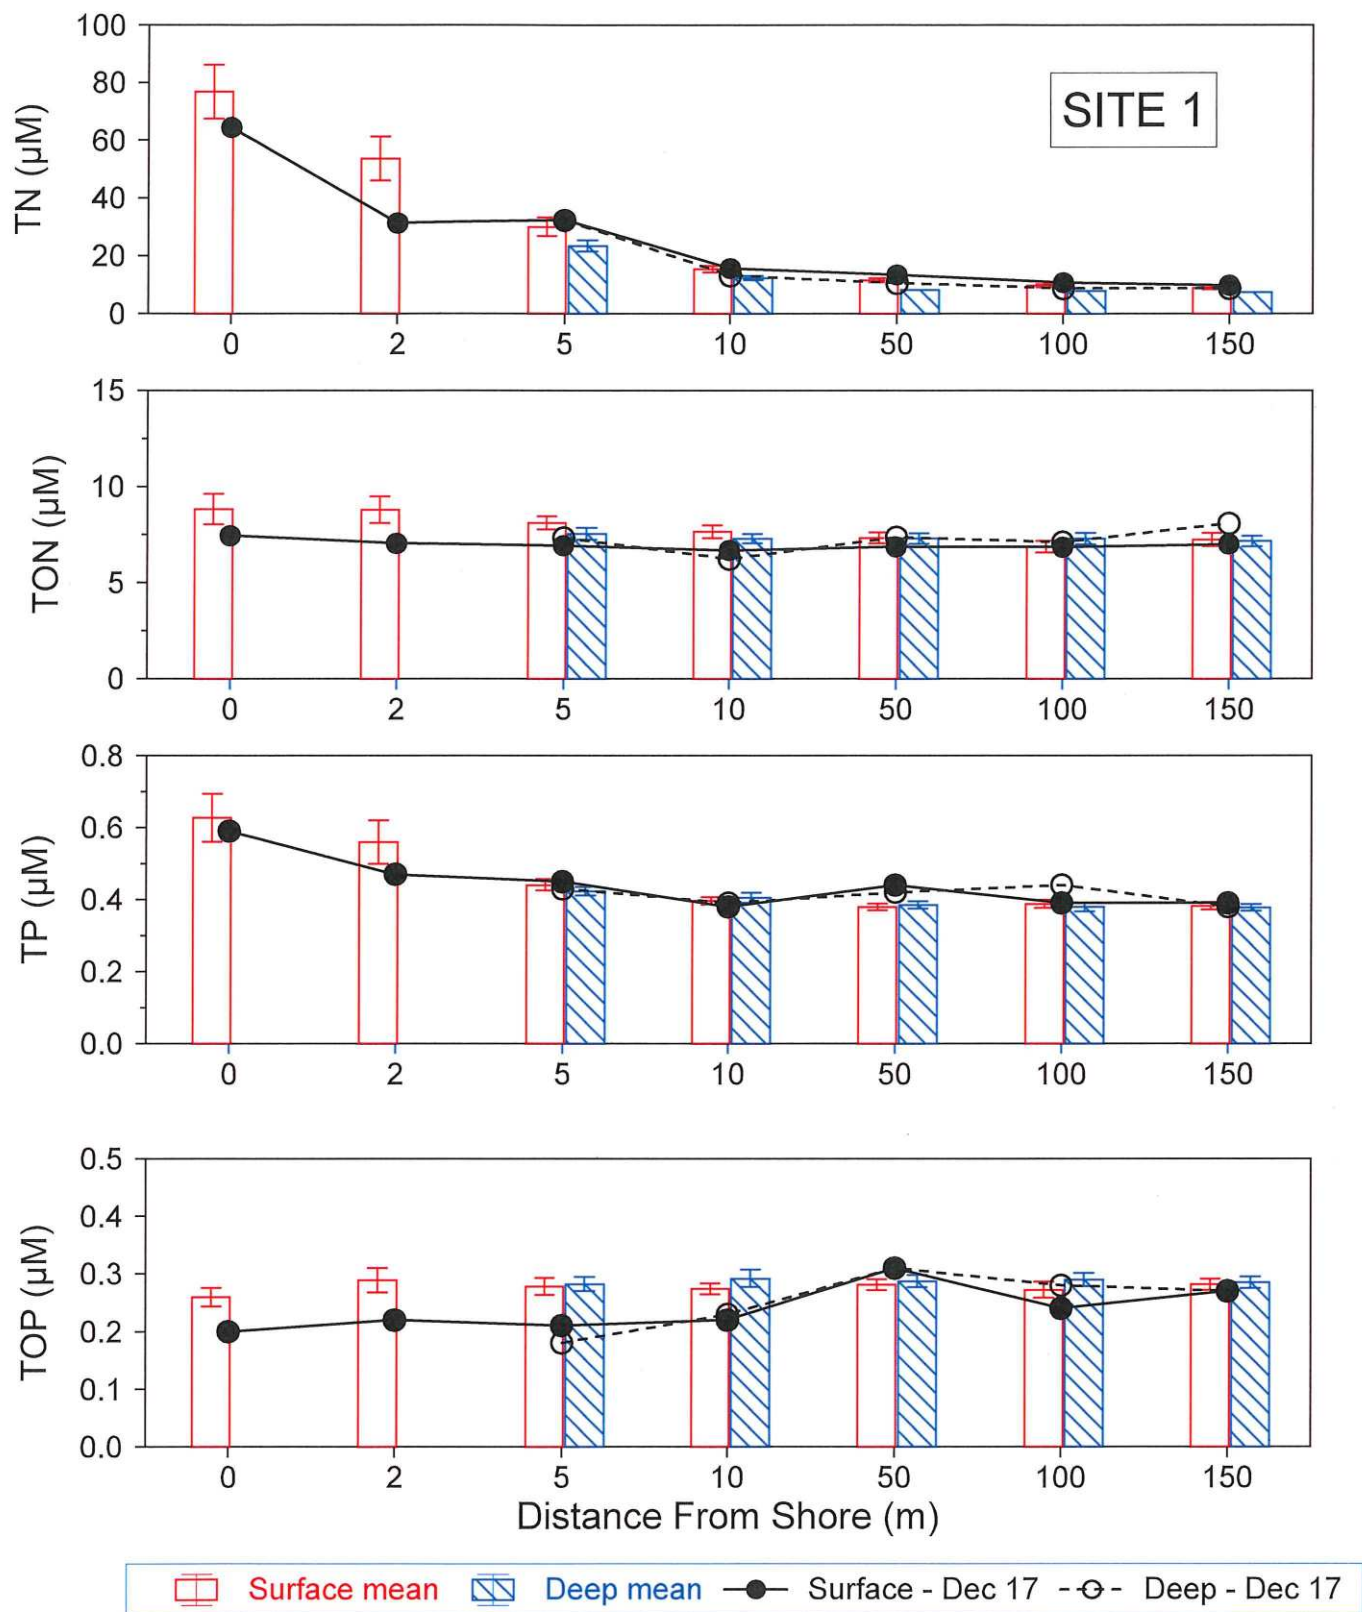 100
80
60
40
20
0
TN (µM)
SITE 1
0 2 5 10 50 100 150
15
10
5
0
TON (µM)
0 2 5 10 50 100 150
0.8
0.6
0.4
0.2
0.0
TP (µM)
0 2 5 10 50 100 150
0.5
0.4
0.3
0.2
0.1
0.0
TOP (µM)
0 2 5 10 50 100 150
Distance From Shore (m)
Surface mean Deep mean Surface - Dec 17 Deep - Dec 17